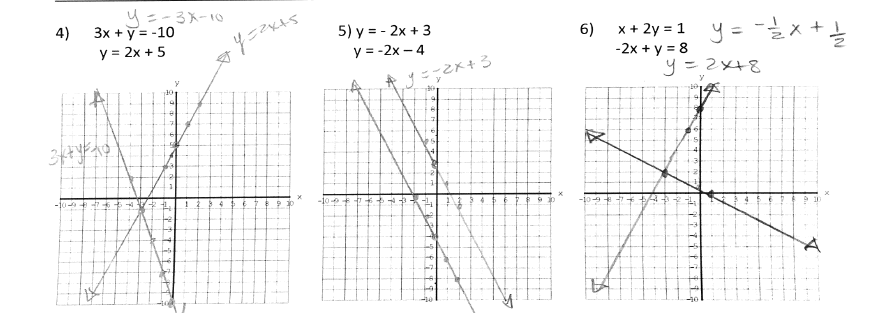 y = -3x-10
4) 3x + y = -10
y = 2x + 5
y=2x+5
3x+y=-10
5) y = - 2x + 3
y = -2x – 4
y=-2x+3
6) x + 2y = 1
y = -1/2 x + 1/2
-2x + y = 8
y = 2x+8